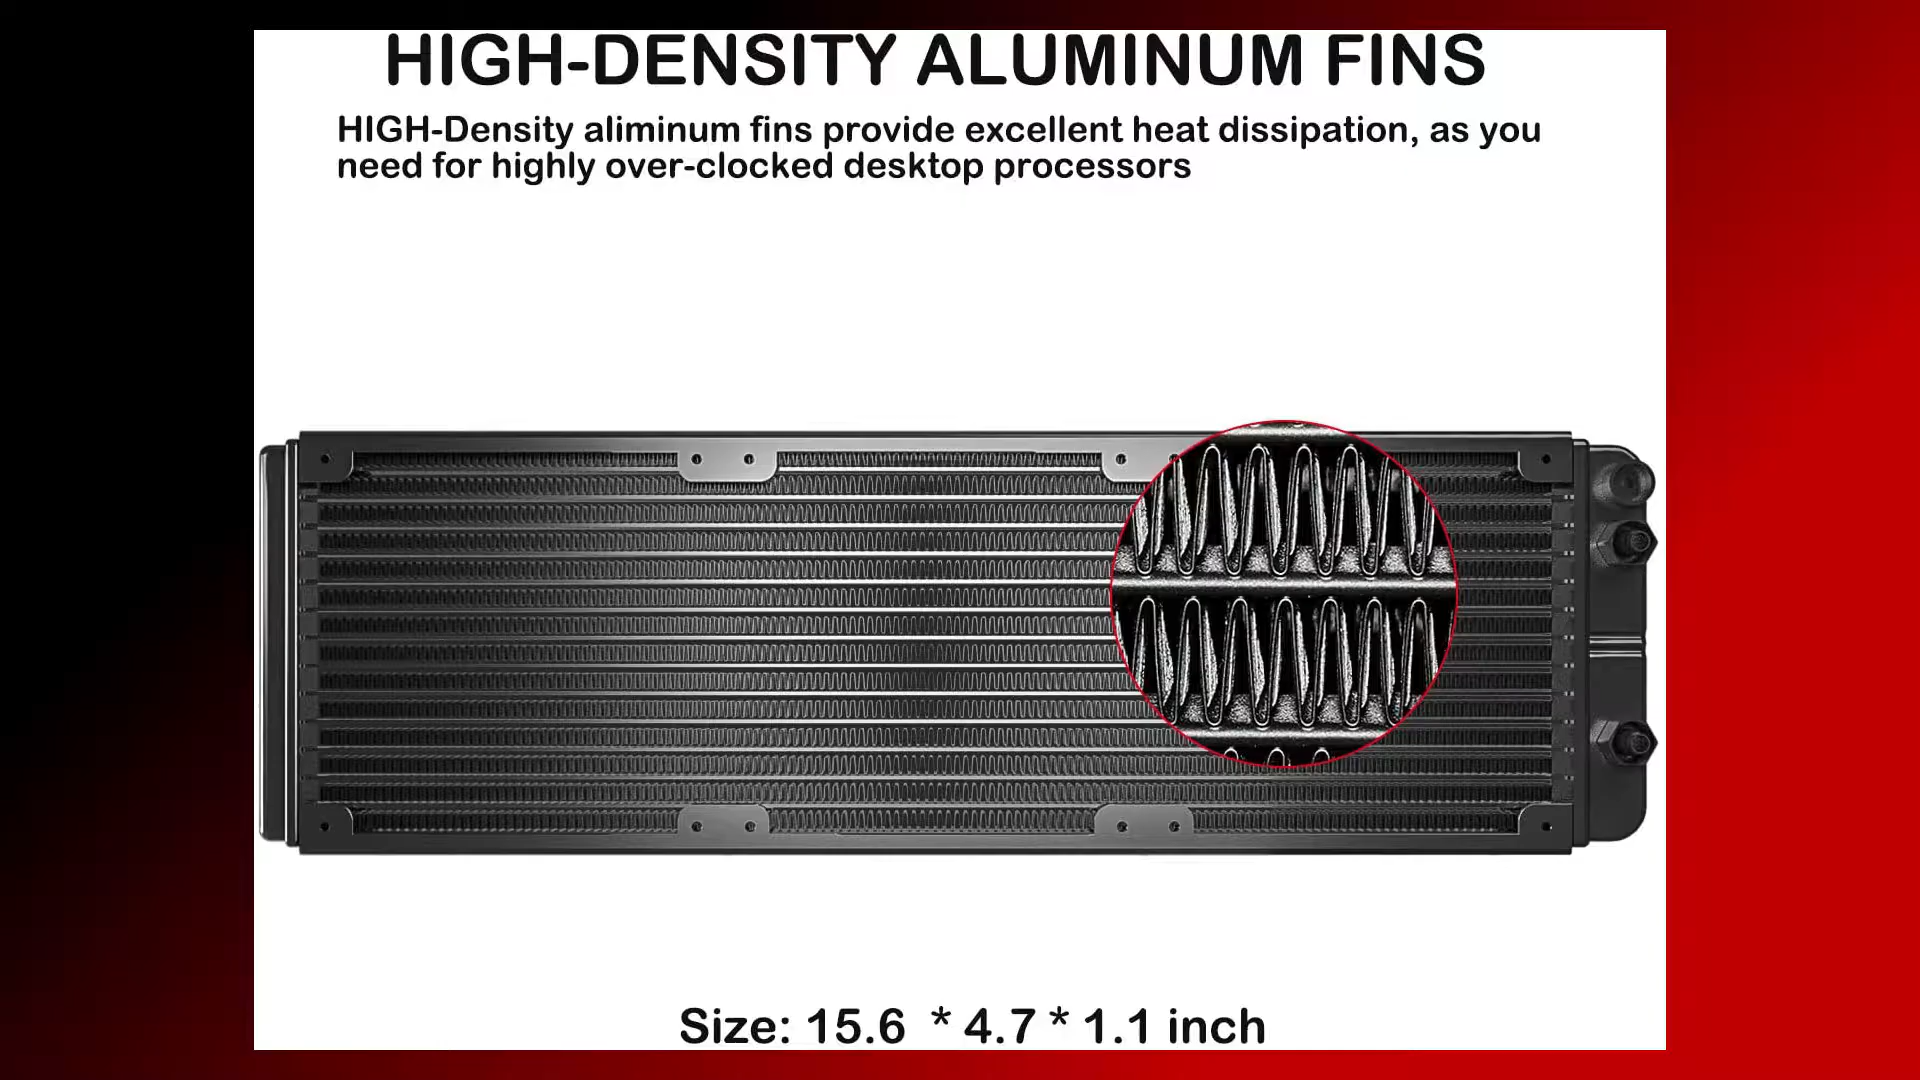 HIGH-DENSITY ALUMINUM FINS
HIGH-Density aliminum fins provide excellent heat dissipation, as you
need for highly over-clocked desktop processors
Size: 15.6 * 4.7 * 1.1 inch